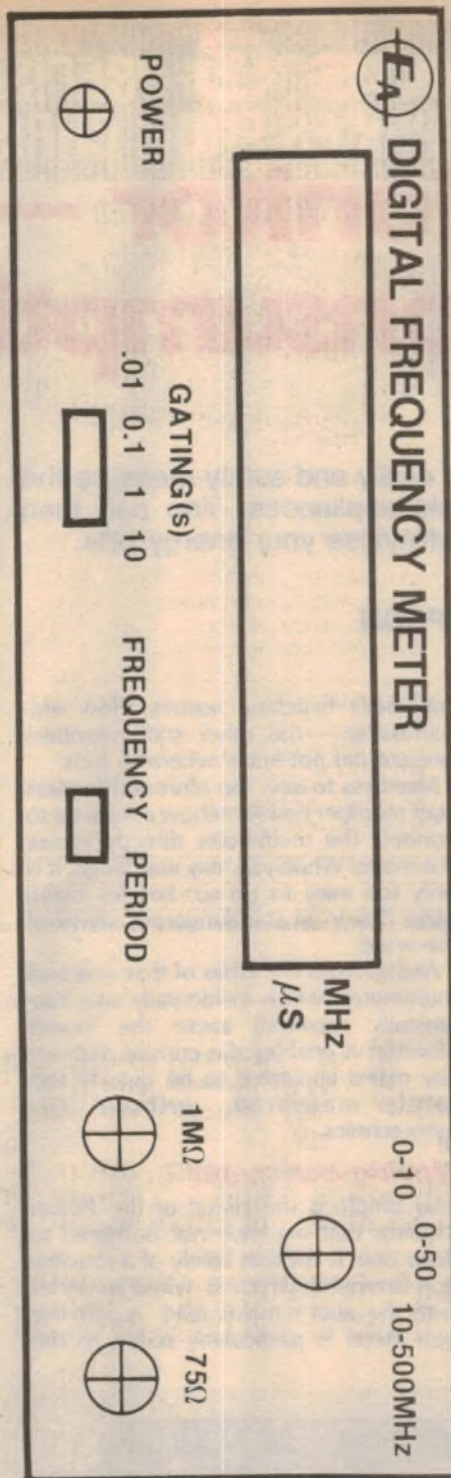 EA DIGITAL FREQUENCY METER
MHz
µS
0-10 0-50 10-500MHz
POWER
GATING(s)
.01 0.1 1 10
FREQUENCY PERIOD
1MΩ
75Ω